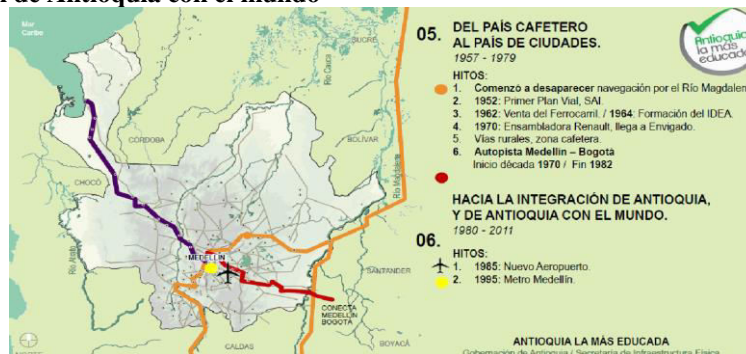 de Antioquia con el mundo
Mar
Caribe
SUCRE
Río Cauca
CÓRDOBA
BOLÍVAR
Río Magdalena
CHOCÓ
Río Atrato
MEDELLÍN
SANTANDER
CONECTA
MEDELLÍN
BOGOTÁ
CALDAS
BOYACÁ
05. DEL PAÍS CAFETERO
AL PAÍS DE CIUDADES.
1957 - 1979
Antioquia
la más
educada
HITOS:
1. Comenzó a desaparecer navegación por el Río Magdalen
2. 1952: Primer Plan Vial, SAI.
3. 1962: Venta del Ferrocarril. / 1964: Formación del IDEA.
4. 1970: Ensambladora Renault, llega a Envigado.
5. Vías rurales, zona cafetera.
6. Autopista Medellín – Bogotá
Inicio década 1970 / Fin 1982
HACIA LA INTEGRACIÓN DE ANTIOQUIA,
Y DE ANTIOQUIA CON EL MUNDO.
1980 - 2011
06.
HITOS:
1. 1985: Nuevo Aeropuerto.
2. 1995: Metro Medellín.
ANTIOQUIA LA MÁS EDUCADA
Gobernación de Antioquia / Secretaría de Infraestructura Física